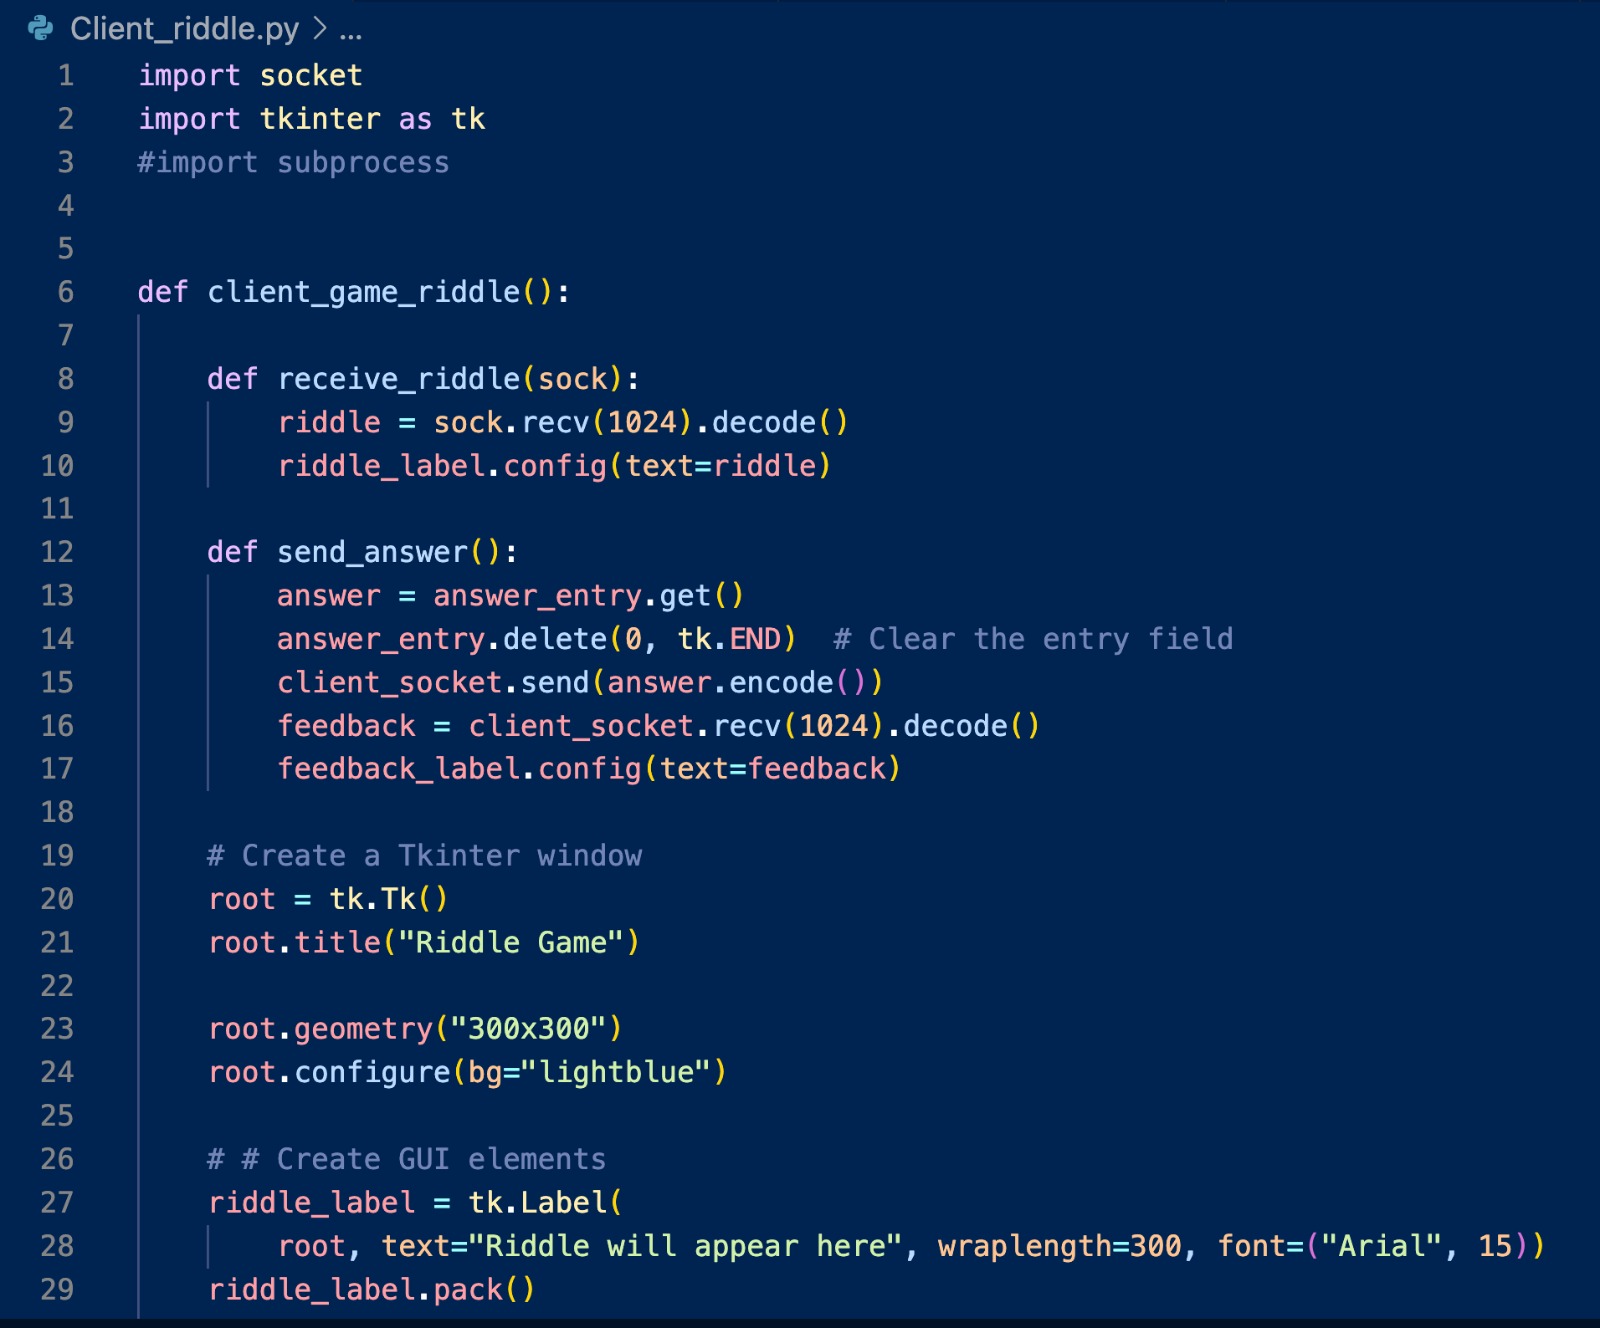 Client_riddle.py > ...
1 import socket
2 import tkinter as tk
3 #import subprocess
4
5
6 def client_game_riddle():
7
8     def receive_riddle(sock):
9         riddle = sock.recv(1024).decode()
10         riddle_label.config(text=riddle)
11
12     def send_answer():
13         answer = answer_entry.get()
14         answer_entry.delete(0, tk.END)  # Clear the entry field
15         client_socket.send(answer.encode())
16         feedback = client_socket.recv(1024).decode()
17         feedback_label.config(text=feedback)
18
19     # Create a Tkinter window
20     root = tk.Tk()
21     root.title("Riddle Game")
22
23     root.geometry("300x300")
24     root.configure(bg="lightblue")
25
26     # # Create GUI elements
27     riddle_label = tk.Label(
28         root, text="Riddle will appear here", wraplength=300, font=("Arial", 15))
29     riddle_label.pack()